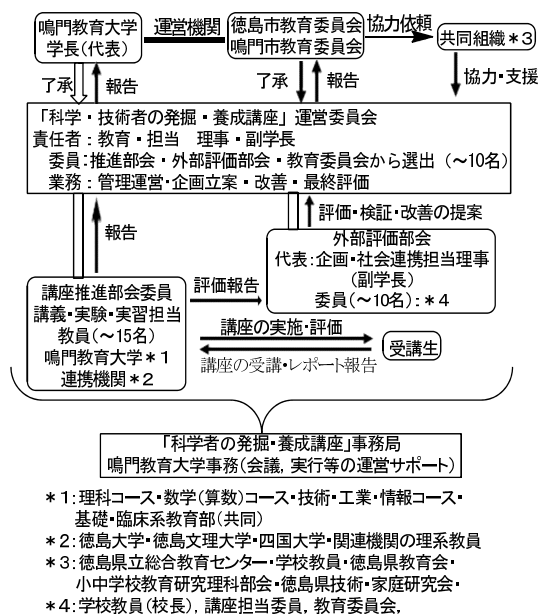 鳴門教育大学
学長(代表)
運営機関
徳島市教育委員会
鳴門市教育委員会
協力依頼
共同組織*3
了承
報告
了承
報告
協力・支援
「科学・技術者の発掘・養成講座」運営委員会
責任者:教育・担当 理事・副学長
委員:推進部会・外部評価部会・教育委員会から選出(~10名)
業務:管理運営・企画立案・改善・最終評価
報告
評価・検証・改善の提案
外部評価部会
代表:企画・社会連携担当理事
(副学長)
委員(~10名):*4
講座推進部会委員
講義・実験・実習担当
教員(~15名)
鳴門教育大学*1
連携機関*2
評価報告
講座の実施・評価
講座の受講・レポート報告
受講生
「科学者の発掘・養成講座」事務局
鳴門教育大学事務(会議,実行等の運営サポート)
*1:理科コース・数学(算数)コース・技術・工業・情報コース・
基礎・臨床系教育部(共同)
*2:徳島大学・徳島文理大学・四国大学・関連機関の理系教員
*3:徳島県立総合教育センター・学校教員・徳島県教育会・
小中学校教育研究理科部会・徳島県技術・家庭研究会・
*4:学校教員(校長),講座担当委員,教育委員会,